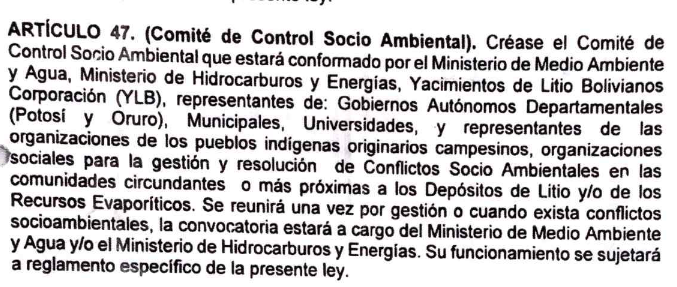 presente ley.
ARTÍCULO 47. (Comité de Control Socio Ambiental). Créase el Comité de
Control Socio Ambiental que estará conformado por el Ministerio de Medio Ambiente
y Agua, Ministerio de Hidrocarburos y Energías, Yacimientos de Litio Bolivianos
Corporación (YLB), representantes de: Gobiernos Autónomos Departamentales
(Potosí y Oruro), Municipales, Universidades, y representantes de las
organizaciones de los pueblos indígenas originarios campesinos, organizaciones
sociales para la gestión y resolución de Conflictos Socio Ambientales en las
comunidades circundantes o más próximas a los Depósitos de Litio y/o de los
Recursos Evaporíticos. Se reunirá una vez por gestión o cuando exista conflictos
socioambientales, la convocatoria estará a cargo del Ministerio de Medio Ambiente
y Agua y/o el Ministerio de Hidrocarburos y Energías. Su funcionamiento se sujetará
a reglamento específico de la presente ley.